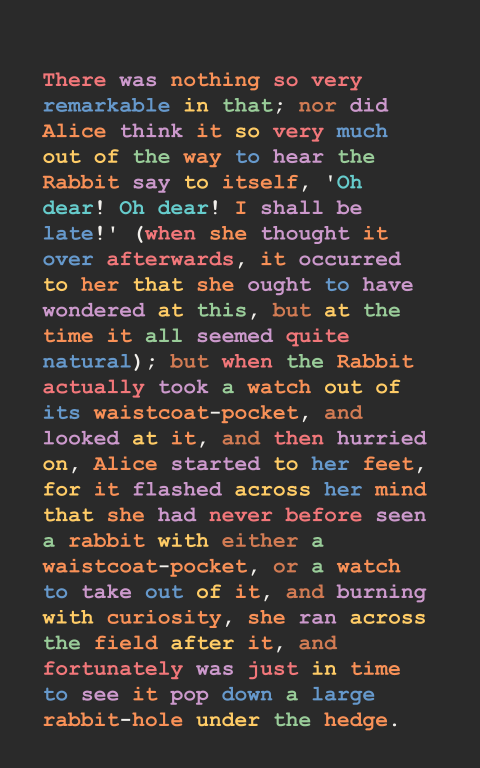 There was nothing so very
remarkable in that; nor did
Alice think it so very much
out of the way to hear the
Rabbit say to itself, 'Oh
dear! Oh dear! I shall be
late!' (when she thought it
over afterwards, it occurred
to her that she ought to have
wondered at this, but at the
time it all seemed quite
natural); but when the Rabbit
actually took a watch out of
its waistcoat-pocket, and
looked at it, and then hurried
on, Alice started to her feet,
for it flashed across her mind
that she had never before seen
a rabbit with either a
waistcoat-pocket, or a watch
to take out of it, and burning
with curiosity, she ran across
the field after it, and
fortunately was just in time
to see it pop down a large
rabbit-hole under the hedge.